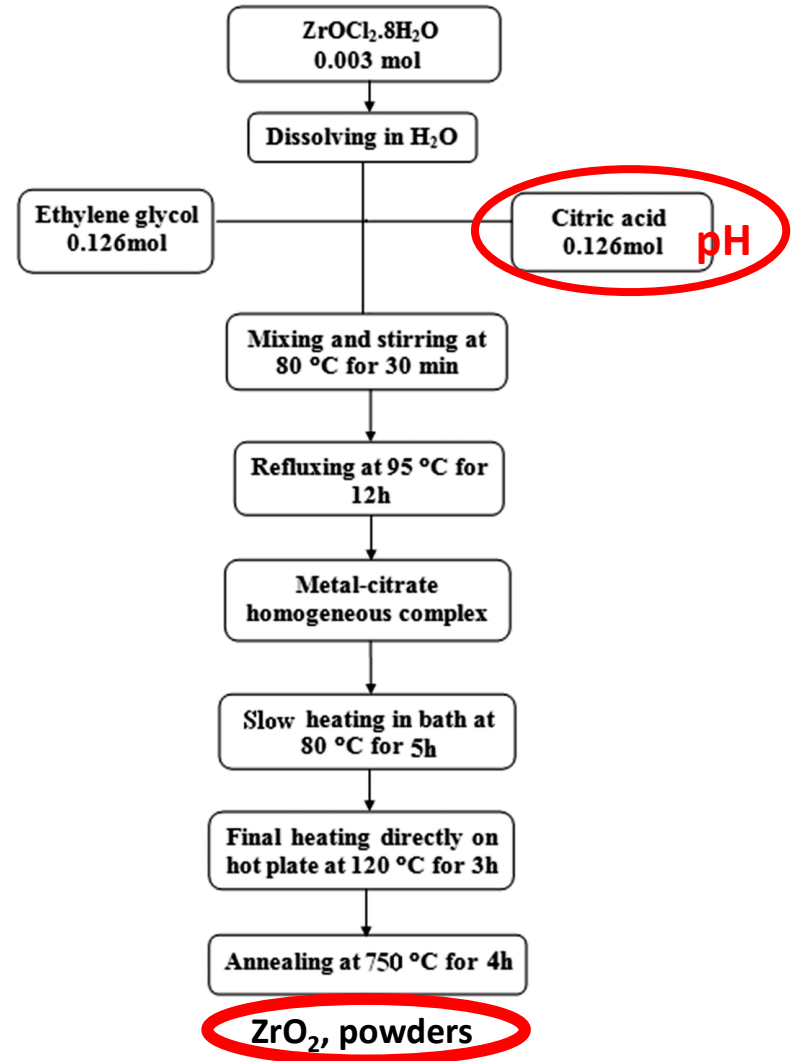 ZrOCl₂.8H₂O
0.003 mol
Dissolving in H₂O
Ethylene glycol
0.126mol
Citric acid
0.126mol
pH
Mixing and stirring at
80 °C for 30 min
Refluxing at 95 °C for
12h
Metal-citrate
homogeneous complex
Slow heating in bath at
80 °C for 5h
Final heating directly on
hot plate at 120 °C for 3h
Annealing at 750 °C for 4h
ZrO₂, powders